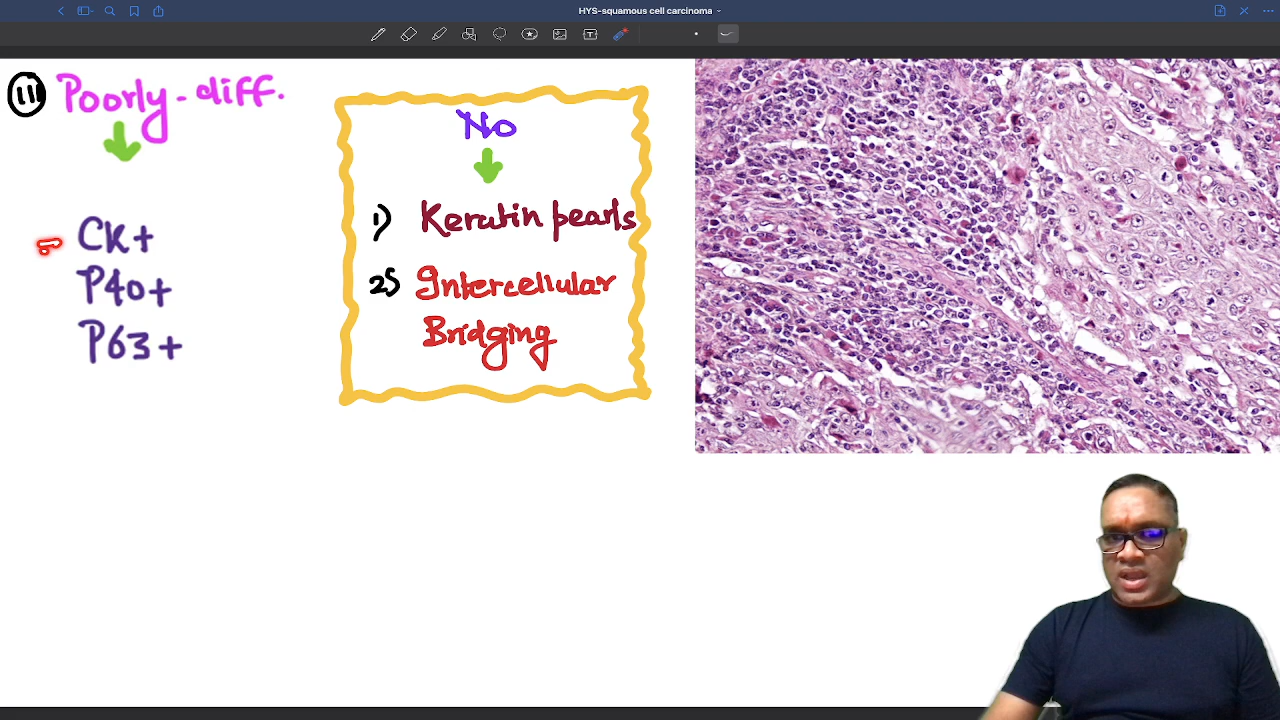 HYS-squamous cell carcinoma
11 Poorly-diff.
CK+
P40+
P63+
No
1) Keratin pearls
2) Intercellular
Bridging